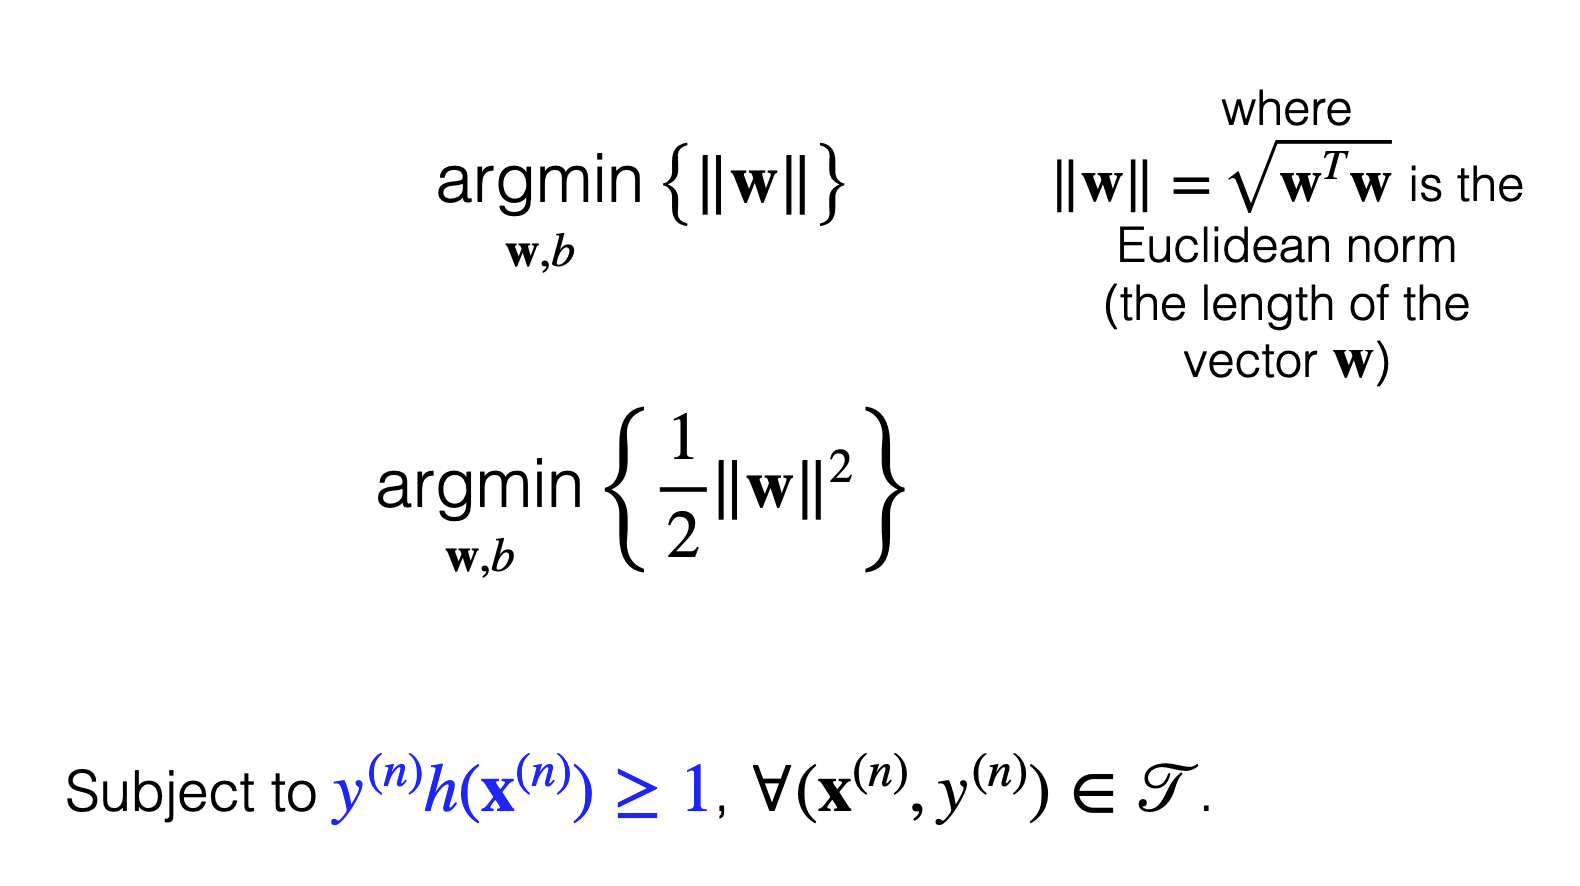 argmin {‖w‖}
w,b
where
‖w‖ = √wᵀw is the
Euclidean norm
(the length of the
vector w)
argmin {1/2‖w‖²}
w,b
Subject to y⁽ⁿ⁾h(x⁽ⁿ⁾) ≥ 1, ∀(x⁽ⁿ⁾, y⁽ⁿ⁾) ∈ 𝒯.